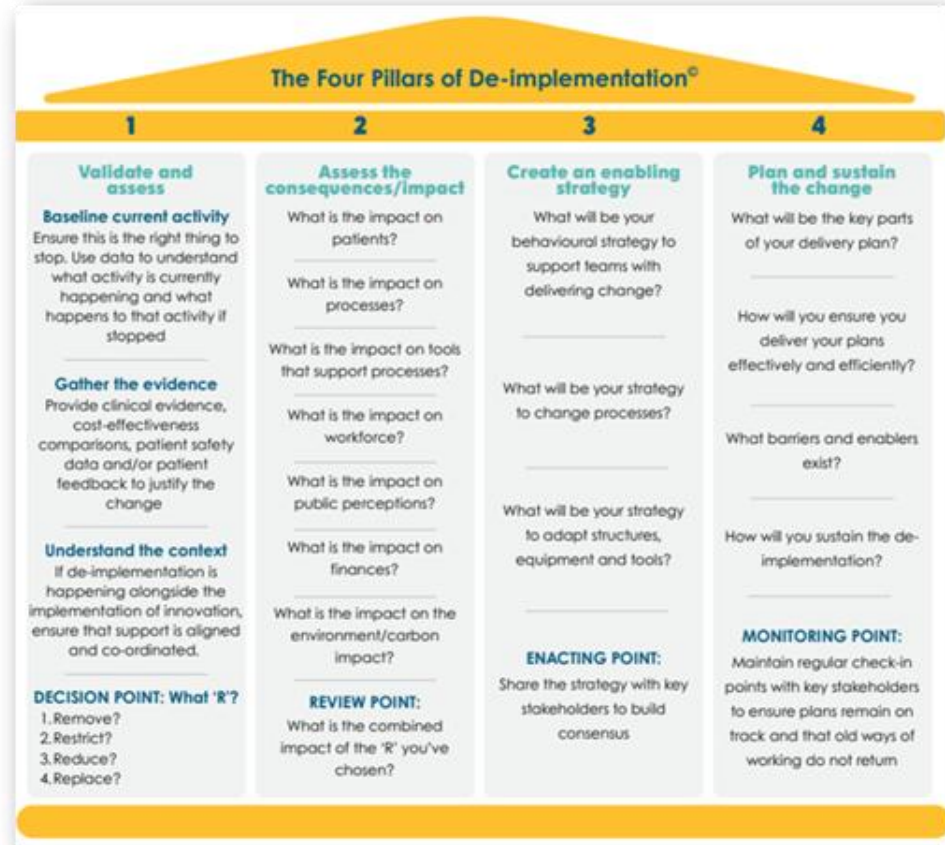 The Four Pillars of De-implementation©
1
2
3
4
Validate and
assess
Baseline current activity
Ensure this is the right thing to
stop. Use data to understand
what activity is currently
happening and what
happens to that activity if
stopped
Gather the evidence
Provide clinical evidence,
cost-effectiveness
comparisons, patient safety
data and/or patient
feedback to justify the
change
Understand the context
If de-implementation is
happening alongside the
implementation of innovation,
ensure that support is aligned
and co-ordinated.
DECISION POINT: What 'R'?
1.Remove?
2.Restrict?
3.Reduce?
4.Replace?
Assess the
consequences/impact
What is the impact on
patients?
What is the impact on
processes?
What is the impact on tools
that support processes?
What is the impact on
workforce?
What is the impact on
public perceptions?
What is the impact on
finances?
What is the impact on the
environment/carbon
impact?
REVIEW POINT:
What is the combined
impact of the 'R' you've
chosen?
Create an enabling
strategy
What will be your
behavioural strategy to
support teams with
delivering change?
What will be your strategy
to change processes?
What will be your strategy
to adapt structures,
equipment and tools?
ENACTING POINT:
Share the strategy with key
stakeholders to build
consensus
Plan and sustain
the change
What will be the key parts
of your delivery plan?
How will you ensure you
deliver your plans
effectively and efficiently?
What barriers and enablers
exist?
How will you sustain the de-
implementation?
MONITORING POINT:
Maintain regular check-in
points with key stakeholders
to ensure plans remain on
track and that old ways of
working do not return